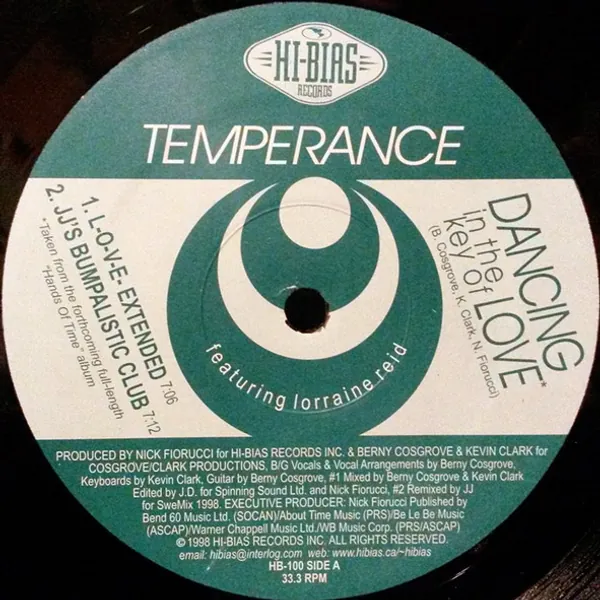 HI-BIAS
RECORDS
TEMPERANCE
1. L-O-V-E- EXTENDED 7:06
2. JJ'S BUMPALISTIC CLUB 7:12
*Taken from the forthcoming full-length
"Hands Of Time" album
DANCING
in the
key of LOVE*
(B. Cosgrove, K. Clark, N. Fiorucci)
featuring lorraine reid
PRODUCED BY NICK FIORUCCI for HI-BIAS RECORDS INC. & BERNY COSGROVE & KEVIN CLARK for
COSGROVE/CLARK PRODUCTIONS, B/G Vocals & Vocal Arrangements by Berny Cosgrove,
Keyboards by Kevin Clark, Guitar by Berny Cosgrove, #1 Mixed by Berny Cosgrove & Kevin Clark
Edited by J.D. for Spinning Sound Ltd. and Nick Fiorucci, #2 Remixed by JJ
for SweMix 1998. EXECUTIVE PRODUCER: Nick Fiorucci Published by
Bend 60 Music Ltd. (SOCAN)/About Time Music (PRS)/Be Le Be Music
(ASCAP)/Warner Chappell Music Ltd./WB Music Corp. (PRS/ASCAP)
© 1998 HI-BIAS RECORDS INC. ALL RIGHTS RESERVED.
email: hibias@interlog.com web: www.hibias.ca/~hibias
HB-100 SIDE A
33.3 RPM